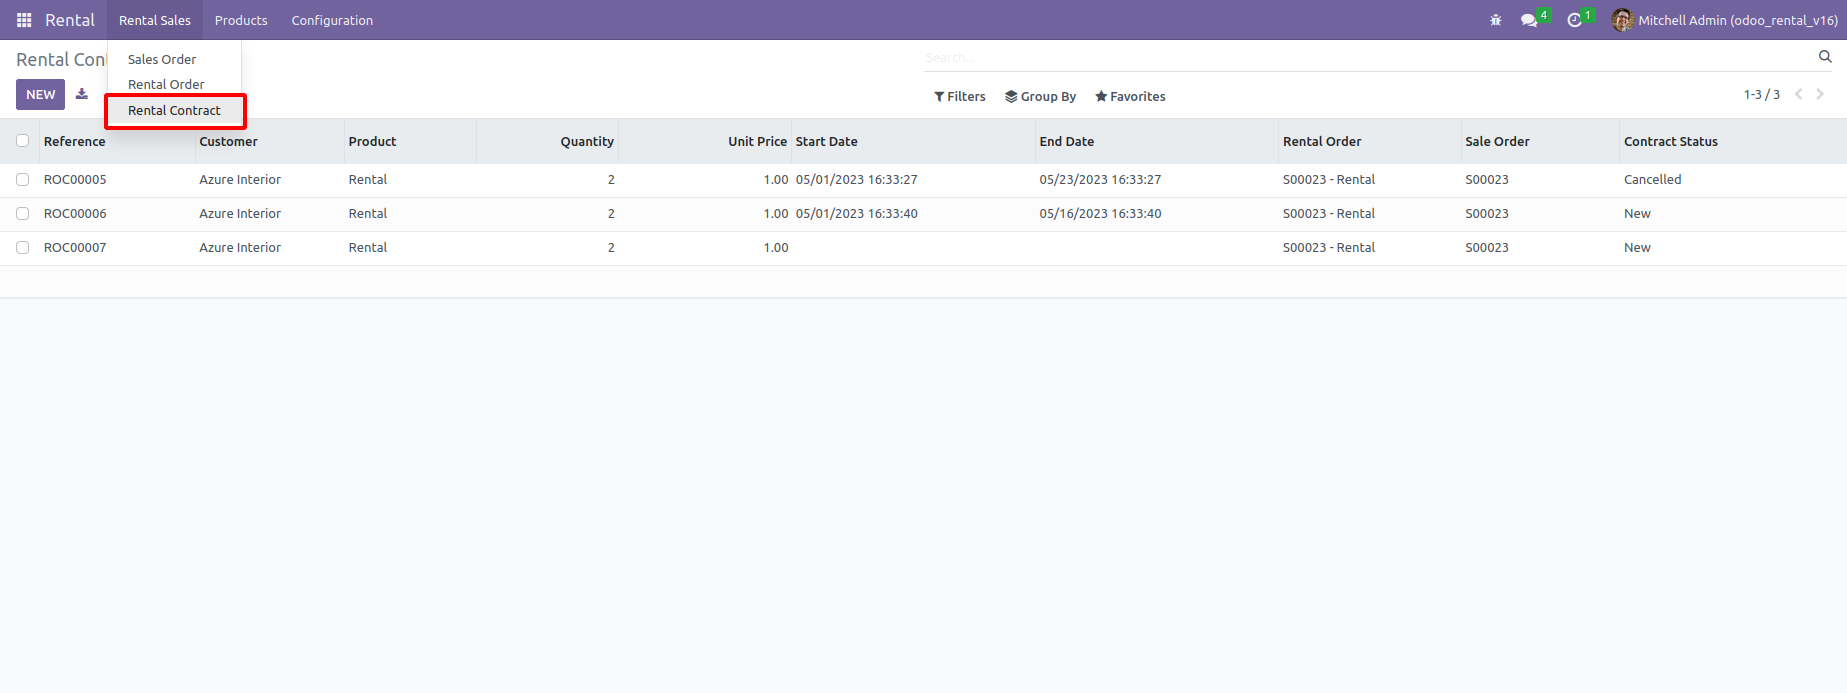 Rental Rental Sales Products Configuration 4 1 Mitchell Admin (odoo_rental_v16)
Rental Con
Search...
Sales Order
Rental Order
Rental Contract
NEW
Filters Group By Favorites 1-3 / 3
Reference Customer Product Quantity Unit Price Start Date End Date Rental Order Sale Order Contract Status
ROC00005 Azure Interior Rental 2 1.00 05/01/2023 16:33:27 05/23/2023 16:33:27 S00023 - Rental S00023 Cancelled
ROC00006 Azure Interior Rental 2 1.00 05/01/2023 16:33:40 05/16/2023 16:33:40 S00023 - Rental S00023 New
ROC00007 Azure Interior Rental 2 1.00 S00023 - Rental S00023 New